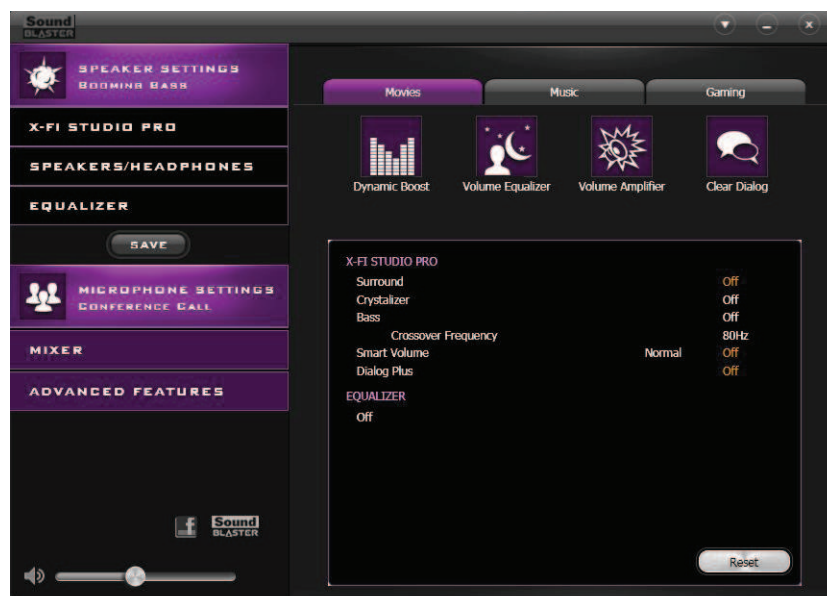 Sound
BLASTER
SPEAKER SETTINGS
BOOMING BASS
X-FI STUDIO PRO
SPEAKERS/HEADPHONES
EQUALIZER
SAVE
MICROPHONE SETTINGS
CONFERENCE CALL
MIXER
ADVANCED FEATURES
f Sound
BLASTER
Movies Music Gaming
Dynamic Boost Volume Equalizer Volume Amplifier Clear Dialog
X-FI STUDIO PRO
Surround Off
Crystalizer Off
Bass Off
Crossover Frequency 80Hz
Smart Volume Normal Off
Dialog Plus Off
EQUALIZER
Off
Reset